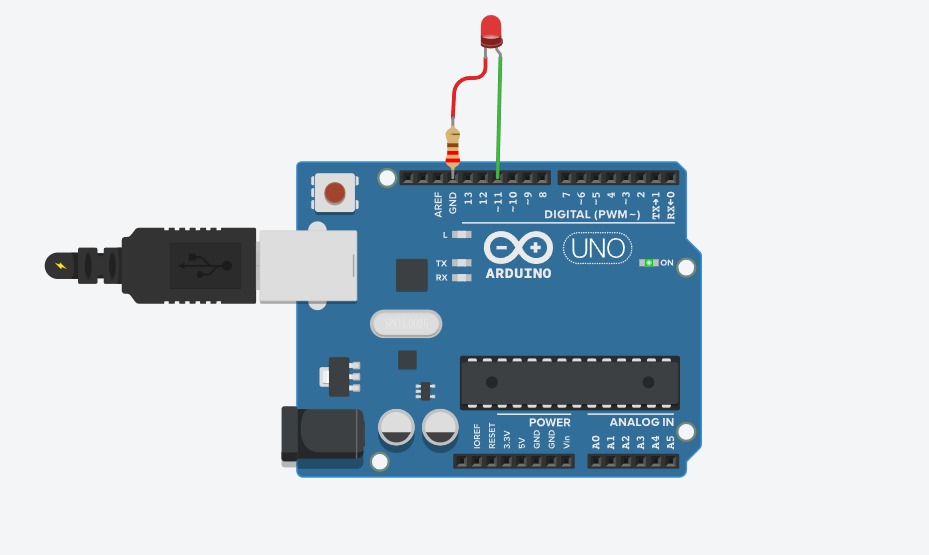 AREF
GND
13
12
~11
~10
~9
8
7
~6
~5
4
~3
2
TX→1
RX←0
DIGITAL (PWM~)
L
TX
RX
ARDUINO
UNO
ON
POWER
ANALOG IN
IOREF
RESET
3.3V
5V
GND
GND
Vin
A0
A1
A2
A3
A4
A5